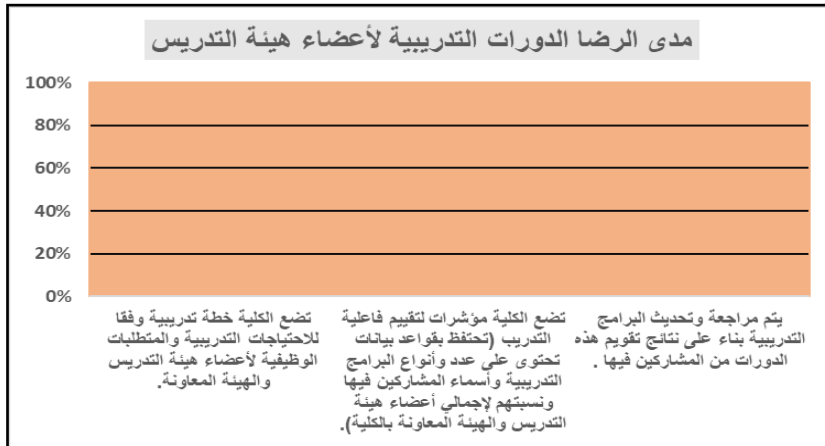 مدى الرضا الدورات التدريبية لأعضاء هيئة التدريس
100%
80%
60%
40%
20%
0%
تضع الكلية خطة تدريبية وفقا
للاحتياجات التدريبية والمتطلبات
الوظيفية لأعضاء هيئة التدريس
والهيئة المعاونة.
تضع الكلية مؤشرات لتقييم فاعلية
التدريب (تحتفظ بقواعد بيانات
تحتوى على عدد وأنواع البرامج
التدريبية وأسماء المشاركين فيها
ونسبتهم لإجمالي أعضاء هيئة
التدريس والهيئة المعاونة بالكلية).
يتم مراجعة وتحديث البرامج
التدريبية بناء على نتائج تقويم هذه
الدورات من المشاركين فيها .